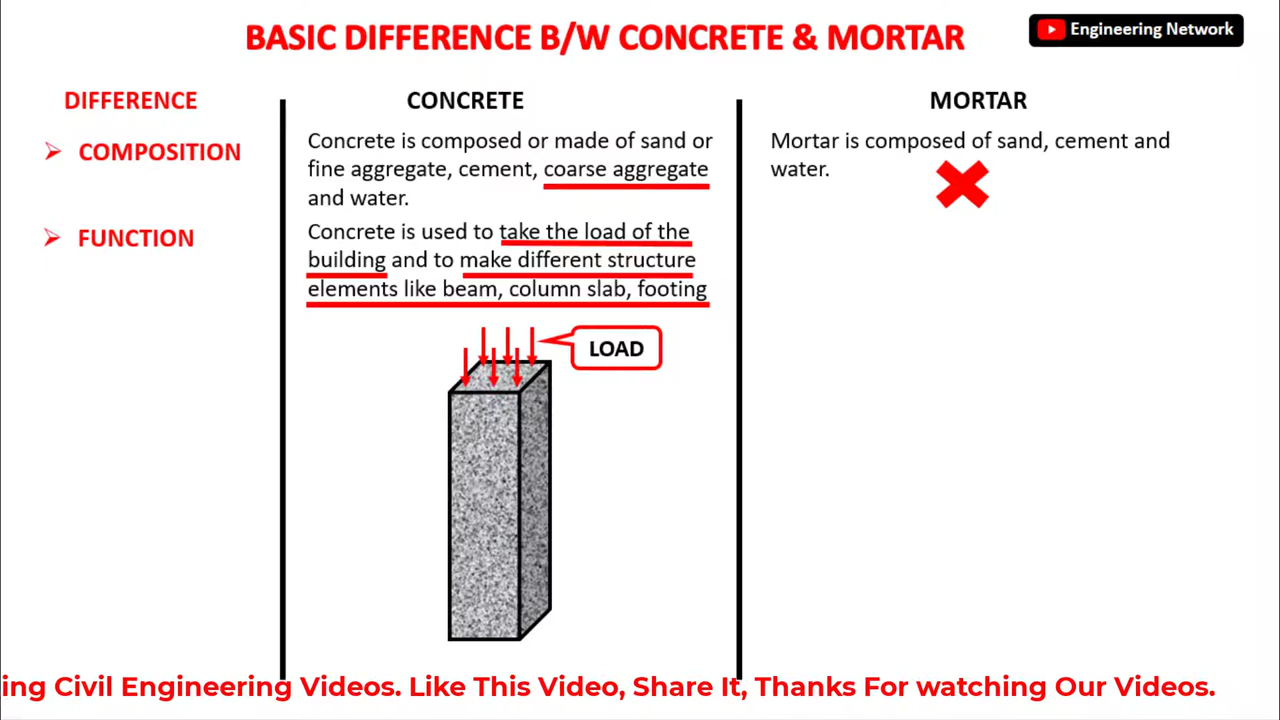 BASIC DIFFERENCE B/W CONCRETE & MORTAR
Engineering Network
DIFFERENCE
CONCRETE
MORTAR
➢ COMPOSITION
Concrete is composed or made of sand or
fine aggregate, cement, coarse aggregate
and water.
Mortar is composed of sand, cement and
water.
➢ FUNCTION
Concrete is used to take the load of the
building and to make different structure
elements like beam, column slab, footing
LOAD
ing Civil Engineering Videos. Like This Video, Share It, Thanks For watching Our Videos.